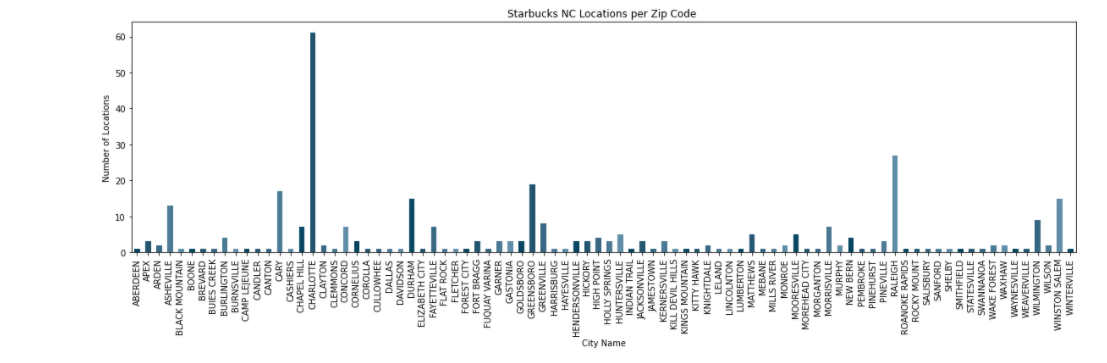 Starbucks NC Locations per Zip Code
60
50
40
30
20
10
0
Number of Locations
ABERDEEN
APEX
ARDEN
ASHEVILLE
BLACK MOUNTAIN
BOONE
BREVARD
BUIES CREEK
BURLINGTON
BURNSVILLE
CAMP LEJEUNE
CANDLER
CANTON
CARY
CASHIERS
CHAPEL HILL
CHARLOTTE
CLAYTON
CLEMMONS
CONCORD
CORNELIUS
COROLLA
CULLOWHEE
DALLAS
DAVIDSON
DURHAM
ELIZABETH CITY
FAYETTEVILLE
FLAT ROCK
FLETCHER
FOREST CITY
FORT BRAGG
FUQUAY VARINA
GARNER
GASTONIA
GOLDSBORO
GREENSBORO
GREENVILLE
HARRISBURG
HAYESVILLE
HENDERSONVILLE
HICKORY
HIGH POINT
HOLLY SPRINGS
HUNTERSVILLE
INDIAN TRAIL
JACKSONVILLE
JAMESTOWN
KERNERSVILLE
KILL DEVIL HILLS
KINGS MOUNTAIN
KITTY HAWK
KNIGHTDALE
LELAND
LINCOLNTON
LUMBERTON
MATTHEWS
MEBANE
MILLS RIVER
MONROE
MOORESVILLE
MOREHEAD CITY
MORGANTON
MORRISVILLE
MURPHY
NEW BERN
PEMBROKE
PINEHURST
PINEVILLE
RALEIGH
ROANOKE RAPIDS
ROCKY MOUNT
SALISBURY
SANFORD
SHELBY
SMITHFIELD
STATESVILLE
SWANNANOA
WAKE FOREST
WAXHAW
WAYNESVILLE
WEAVERVILLE
WILMINGTON
WILSON
WINSTON SALEM
WINTERVILLE
City Name